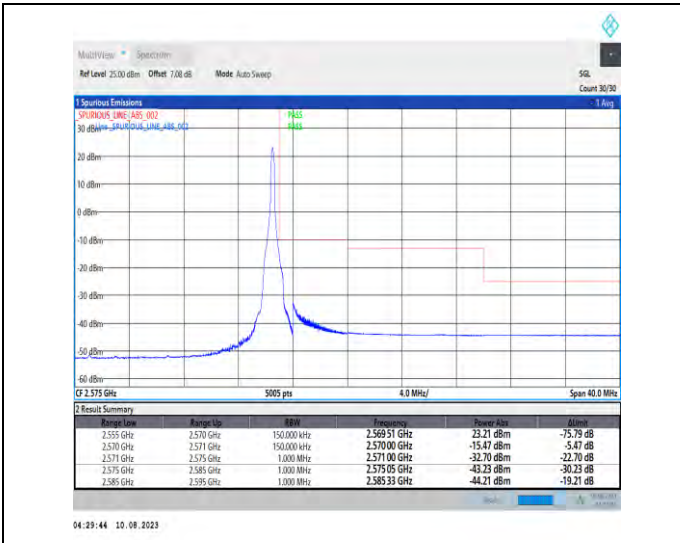 MultiView Spectrum
Ref Level 25.00 dBm Offset 7.08 dB Mode Auto Sweep SGL
Count 30/30
1 Spurious Emissions 1 Avg
_SPURIOUS_LINE_ABS_002 PASS
30 dBm Line _SPURIOUS_LINE_ABS_002 PASS
20 dBm
10 dBm
0 dBm
-10 dBm
-20 dBm
-30 dBm
-40 dBm
-50 dBm
-60 dBm
CF 2.575 GHz 5005 pts 4.0 MHz/ Span 40.0 MHz
2 Result Summary
Range Low Range Up RBW Frequency Power Abs ΔLimit
2.555 GHz 2.570 GHz 150.000 kHz 2.569 51 GHz 23.21 dBm -75.79 dB
2.570 GHz 2.571 GHz 150.000 kHz 2.570 00 GHz -15.47 dBm -5.47 dB
2.571 GHz 2.575 GHz 1.000 MHz 2.571 00 GHz -32.70 dBm -22.70 dB
2.575 GHz 2.585 GHz 1.000 MHz 2.575 05 GHz -43.23 dBm -30.23 dB
2.585 GHz 2.595 GHz 1.000 MHz 2.585 33 GHz -44.21 dBm -19.21 dB
04:29:44 10.08.2023